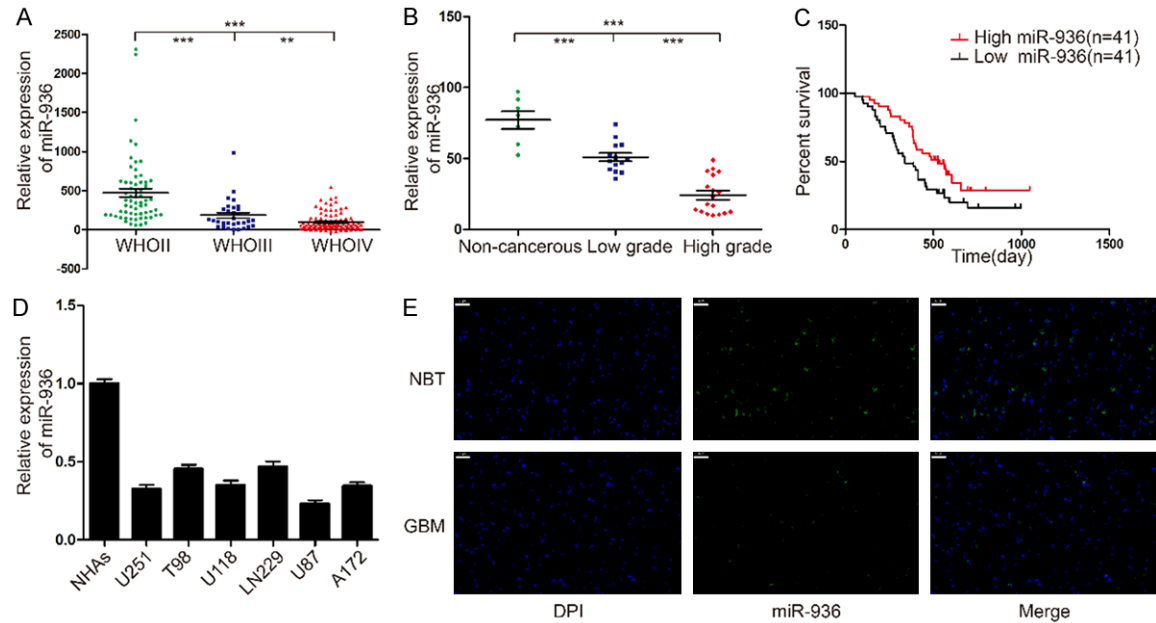 A
Relative expression
of miR-936
2500
2000
1500
1000
500
0
-500
***
***
**
WHOII
WHOIII
WHOIV
B
Relative expression
of miR-936
150
100
50
0
***
***
***
Non-cancerous
Low grade
High grade
C
High miR-936(n=41)
Low miR-936(n=41)
Percent survival
150
100
50
0
0
500
1000
1500
Time(day)
D
Relative expression
of miR-936
1.5
1.0
0.5
0.0
NHAs
U251
T98
U118
LN229
U87
A172
E
NBT
GBM
DPI
miR-936
Merge